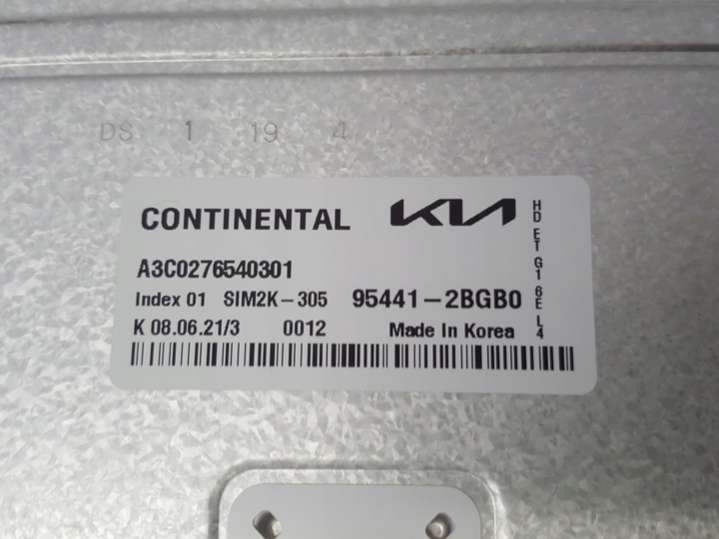 DS 1 19 4
CONTINENTAL KIA
A3C0276540301
Index 01 SIM2K-305 95441-2BGB0
K 08.06.21/3 0012 Made In Korea
HD ET G1 6E L4